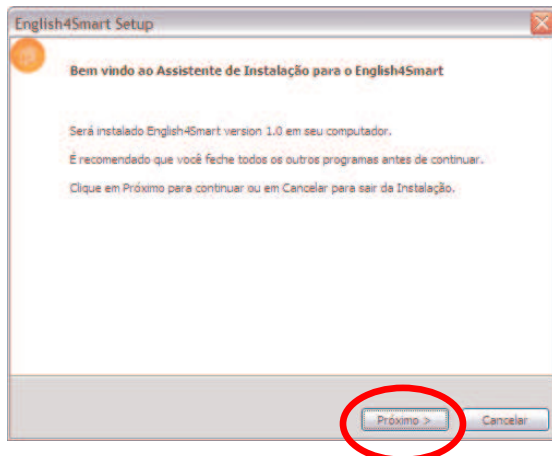 English4Smart Setup
Bem vindo ao Assistente de Instalação para o English4Smart
Será instalado English4Smart version 1.0 em seu computador.
É recomendado que você feche todos os outros programas antes de continuar.
Clique em Próximo para continuar ou em Cancelar para sair da Instalação.
Próximo >
Cancelar